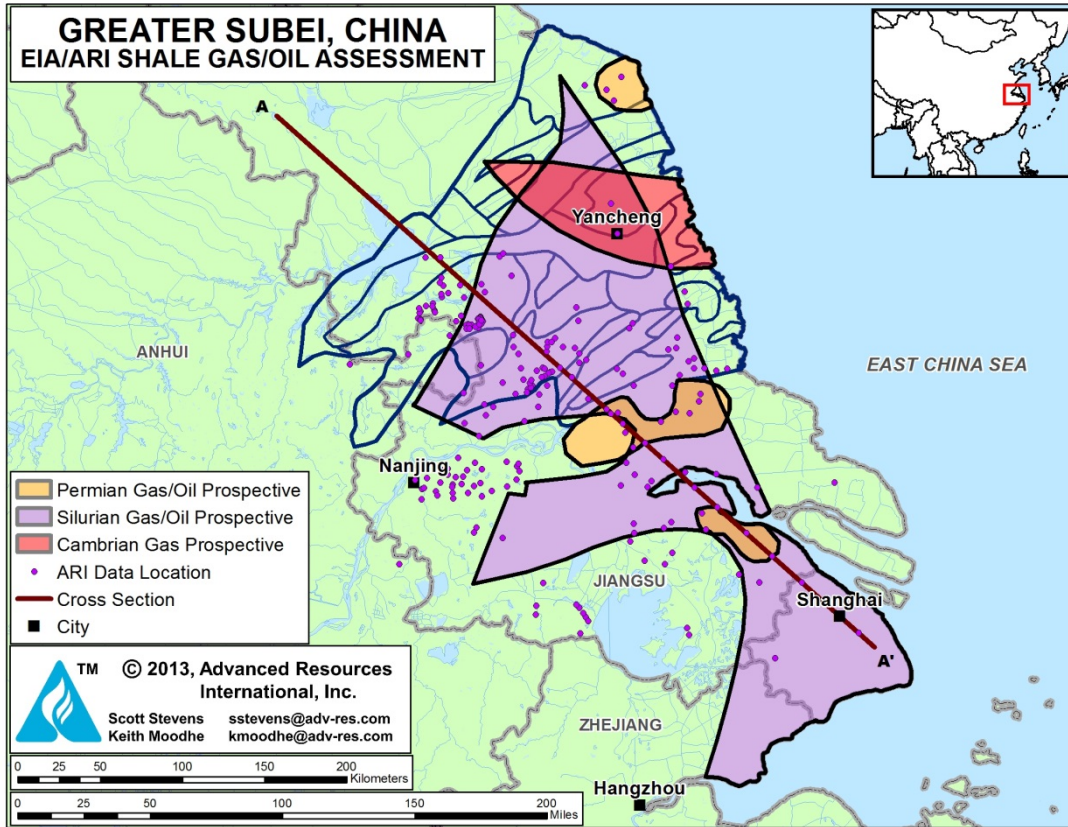 GREATER SUBEI, CHINA
EIA/ARI SHALE GAS/OIL ASSESSMENT
A
Yancheng
ANHUI
EAST CHINA SEA
Nanjing
Permian Gas/Oil Prospective
Silurian Gas/Oil Prospective
Cambrian Gas Prospective
ARI Data Location
Cross Section
City
JIANGSU
Shanghai
A'
TM
© 2013, Advanced Resources
International, Inc.
Scott Stevens sstevens@adv-res.com
Keith Moodhe kmoodhe@adv-res.com
ZHEJIANG
Hangzhou
0 25 50 100 150 200
Kilometers
0 25 50 100 150 200
Miles